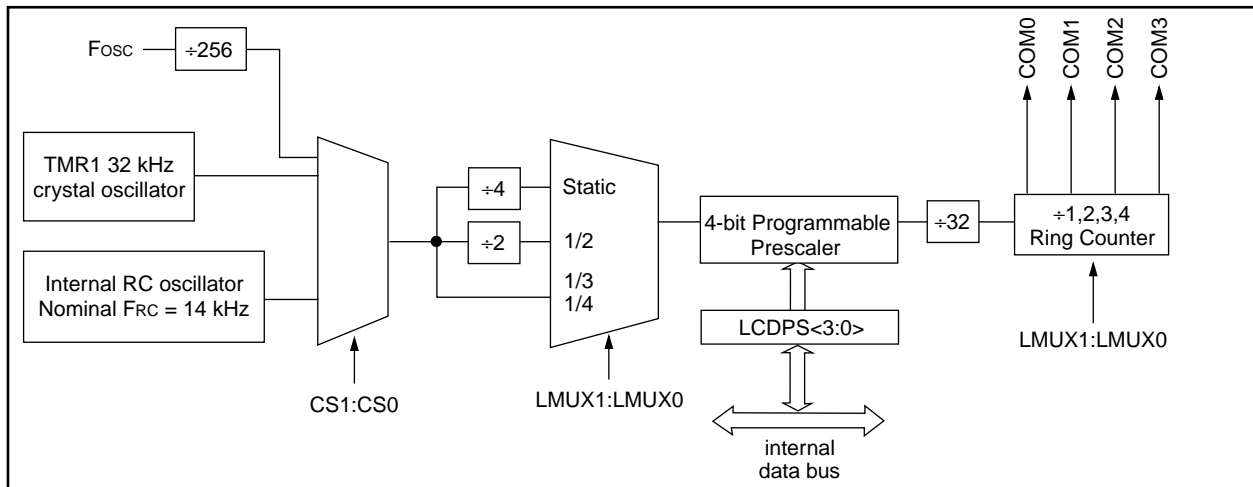 COM0
COM1
COM2
COM3
FOSC
÷256
TMR1 32 kHz
crystal oscillator
Internal RC oscillator
Nominal FRC = 14 kHz
CS1:CS0
÷4
÷2
Static
1/2
1/3
1/4
LMUX1:LMUX0
4-bit Programmable
Prescaler
LCDPS<3:0>
internal
data bus
÷32
÷1,2,3,4
Ring Counter
LMUX1:LMUX0